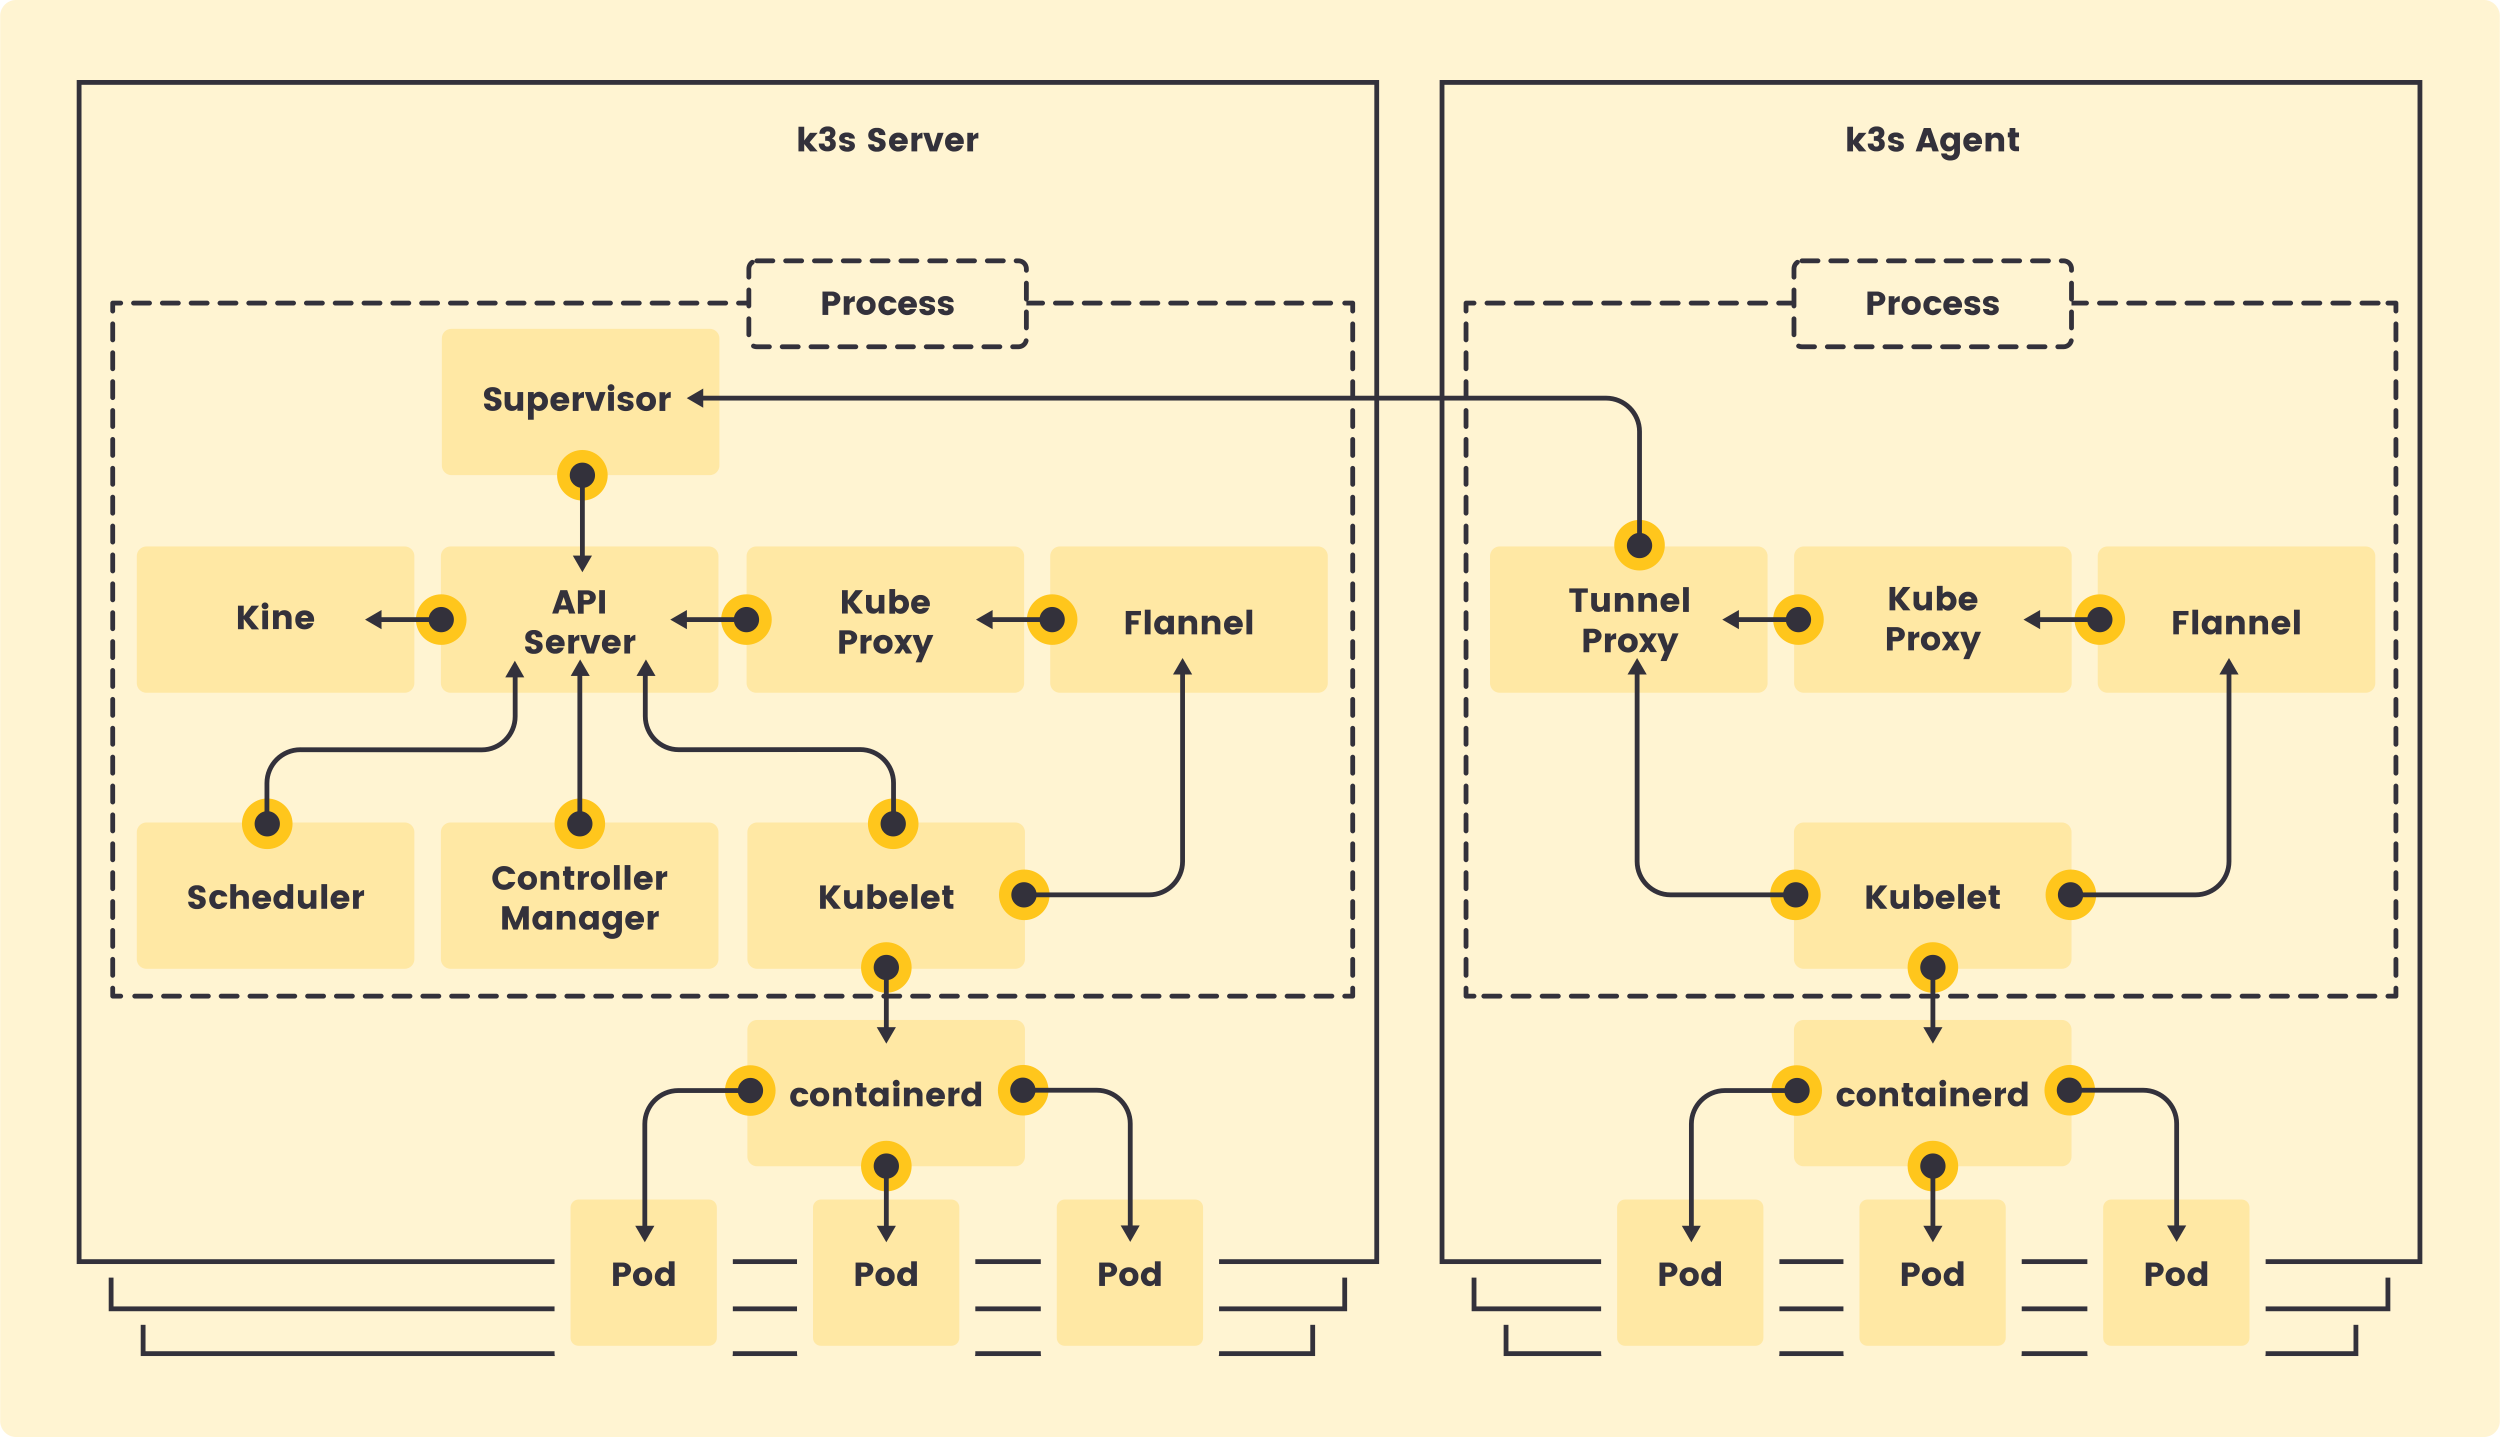 k3s Server
k3s Agent
Process
Process
Supervisor
Kine
API
Server
Kube
Proxy
Flannel
Tunnel
Proxy
Kube
Proxy
Flannel
Scheduler
Controller
Manager
Kubelet
Kubelet
containerd
containerd
Pod
Pod
Pod
Pod
Pod
Pod